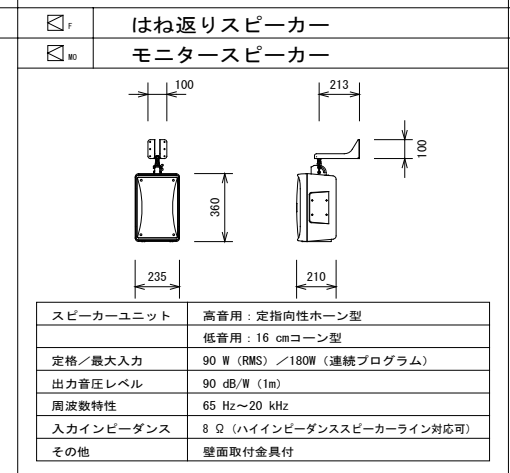 F はね返りスピーカー
MO モニタースピーカー
100 213
100
360
235 210
スピーカーユニット 高音用：定指向性ホーン型
低音用：16 cmコーン型
定格／最大入力 90 W（RMS）／180W（連続プログラム）
出力音圧レベル 90 dB/W（1m）
周波数特性 65 Hz～20 kHz
入力インピーダンス 8 Ω（ハイインピーダンススピーカーライン対応可）
その他 壁面取付金具付